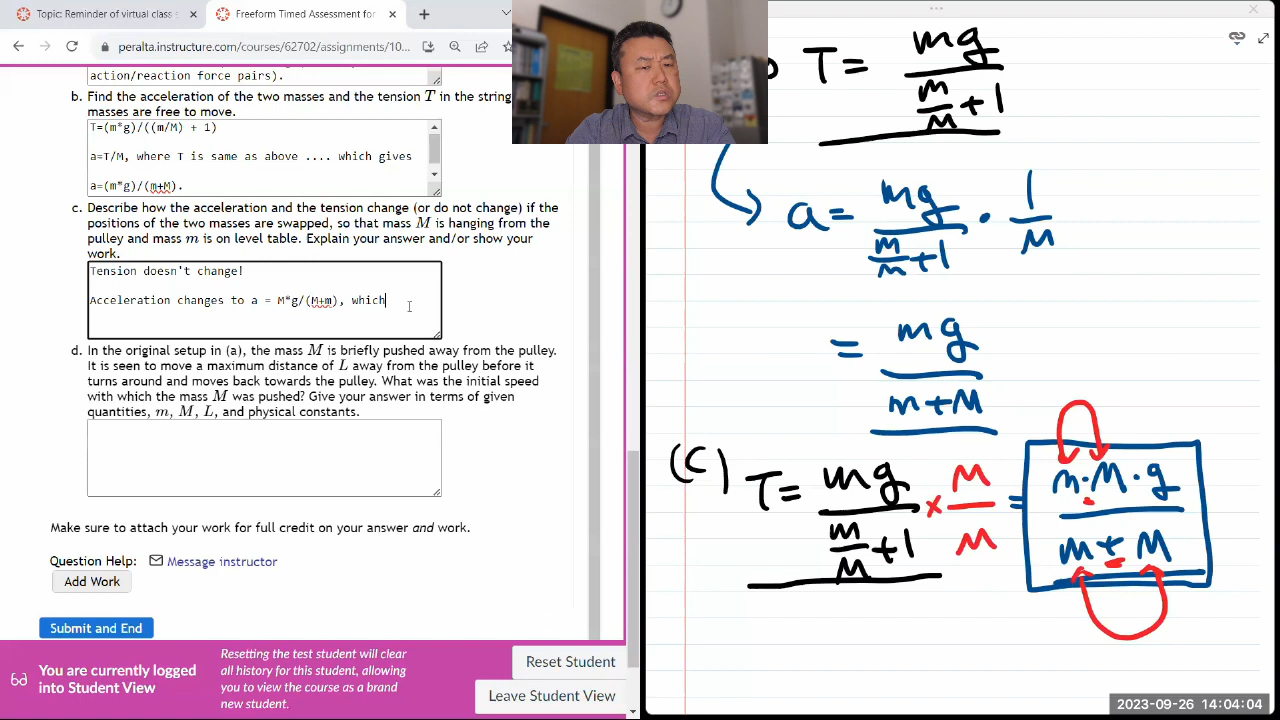 Topic: Reminder of virtual class
Freeform Timed Assessment for
peralta.instructure.com/courses/62702/assignments/10...
action/reaction force pairs).
b. Find the acceleration of the two masses and the tension T in the string
masses are free to move.
T=(m*g)/((m/M) + 1)
a=T/M, where T is same as above .... which gives
a=(m*g)/(m+M).
c. Describe how the acceleration and the tension change (or do not change) if the
positions of the two masses are swapped, so that mass M is hanging from the
pulley and mass m is on level table. Explain your answer and/or show your
work.
Tension doesn't change!
Acceleration changes to a = M*g/(M+m), which
d. In the original setup in (a), the mass M is briefly pushed away from the pulley.
It is seen to move a maximum distance of L away from the pulley before it
turns around and moves back towards the pulley. What was the initial speed
with which the mass M was pushed? Give your answer in terms of given
quantities, m, M, L, and physical constants.
Make sure to attach your work for full credit on your answer and work.
Question Help: Message instructor
Add Work
Submit and End
You are currently logged
into Student View
Resetting the test student will clear
all history for this student, allowing
you to view the course as a brand
new student.
Reset Student
Leave Student View
T = mg
m/M + 1
a = mg / (m/M + 1) · 1/M
= mg
m + M
(C) T = mg / (m/M + 1) × M/M = m·M·g / m + M
2023-09-26 14:04:04